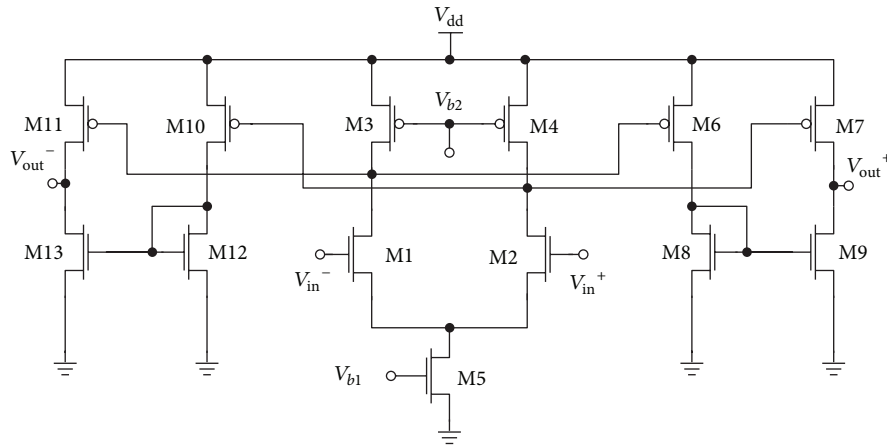 Vdd
M11
M10
M3
Vb2
M4
M6
M7
Vout−
Vout+
M13
M12
M1
M2
M8
M9
Vin−
Vin+
Vb1
M5